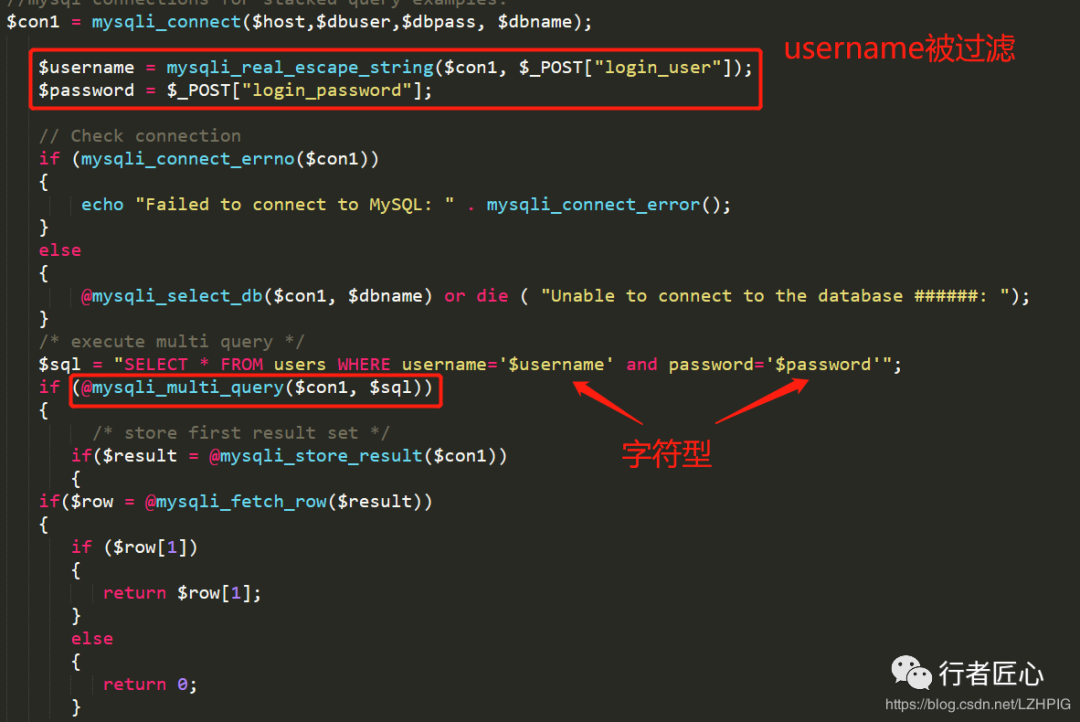 //mysql connections for stacked query examples.
$con1 = mysqli_connect($host,$dbuser,$dbpass, $dbname);
username被过滤
$username = mysqli_real_escape_string($con1, $_POST["login_user"]);
$password = $_POST["login_password"];
// Check connection
if (mysqli_connect_errno($con1))
{
echo "Failed to connect to MySQL: " . mysqli_connect_error();
}
else
{
@mysqli_select_db($con1, $dbname) or die ( "Unable to connect to the database ######: ");
}
/* execute multi query */
$sql = "SELECT * FROM users WHERE username='$username' and password='$password'";
if (@mysqli_multi_query($con1, $sql))
{
/* store first result set */
字符型
if($result = @mysqli_store_result($con1))
{
if($row = @mysqli_fetch_row($result))
{
if ($row[1])
{
return $row[1];
}
else
{
return 0;
}
行者匠心
https://blog.csdn.net/LZHPIG